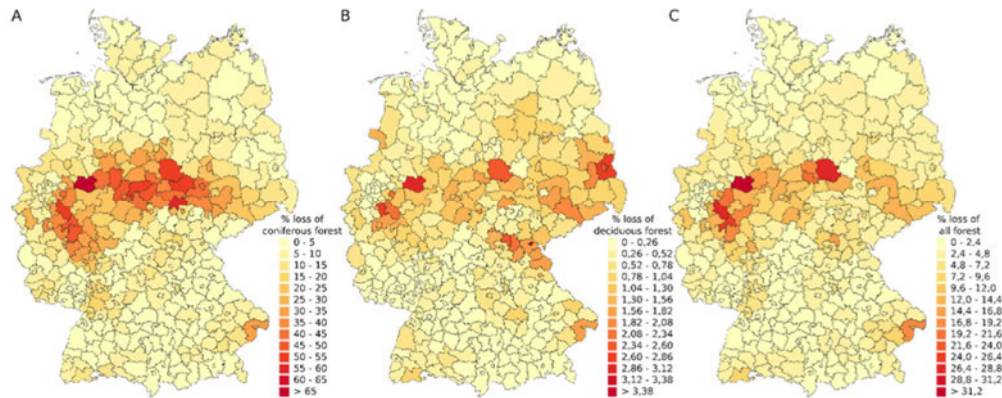 A
B
C
% loss of
coniferous forest
0 - 5
5 - 10
10 - 15
15 - 20
20 - 25
25 - 30
30 - 35
35 - 40
40 - 45
45 - 50
50 - 55
55 - 60
60 - 65
> 65
% loss of
deciduous forest
0 - 0,26
0,26 - 0,52
0,52 - 0,78
0,78 - 1,04
1,04 - 1,30
1,30 - 1,56
1,56 - 1,82
1,82 - 2,08
2,08 - 2,34
2,34 - 2,60
2,60 - 2,86
2,86 - 3,12
3,12 - 3,38
> 3,38
% loss of
all forest
0 - 2,4
2,4 - 4,8
4,8 - 7,2
7,2 - 9,6
9,6 - 12,0
12,0 - 14,4
14,4 - 16,8
16,8 - 19,2
19,2 - 21,6
21,6 - 24,0
24,0 - 26,4
26,4 - 28,8
28,8 - 31,2
> 31,2